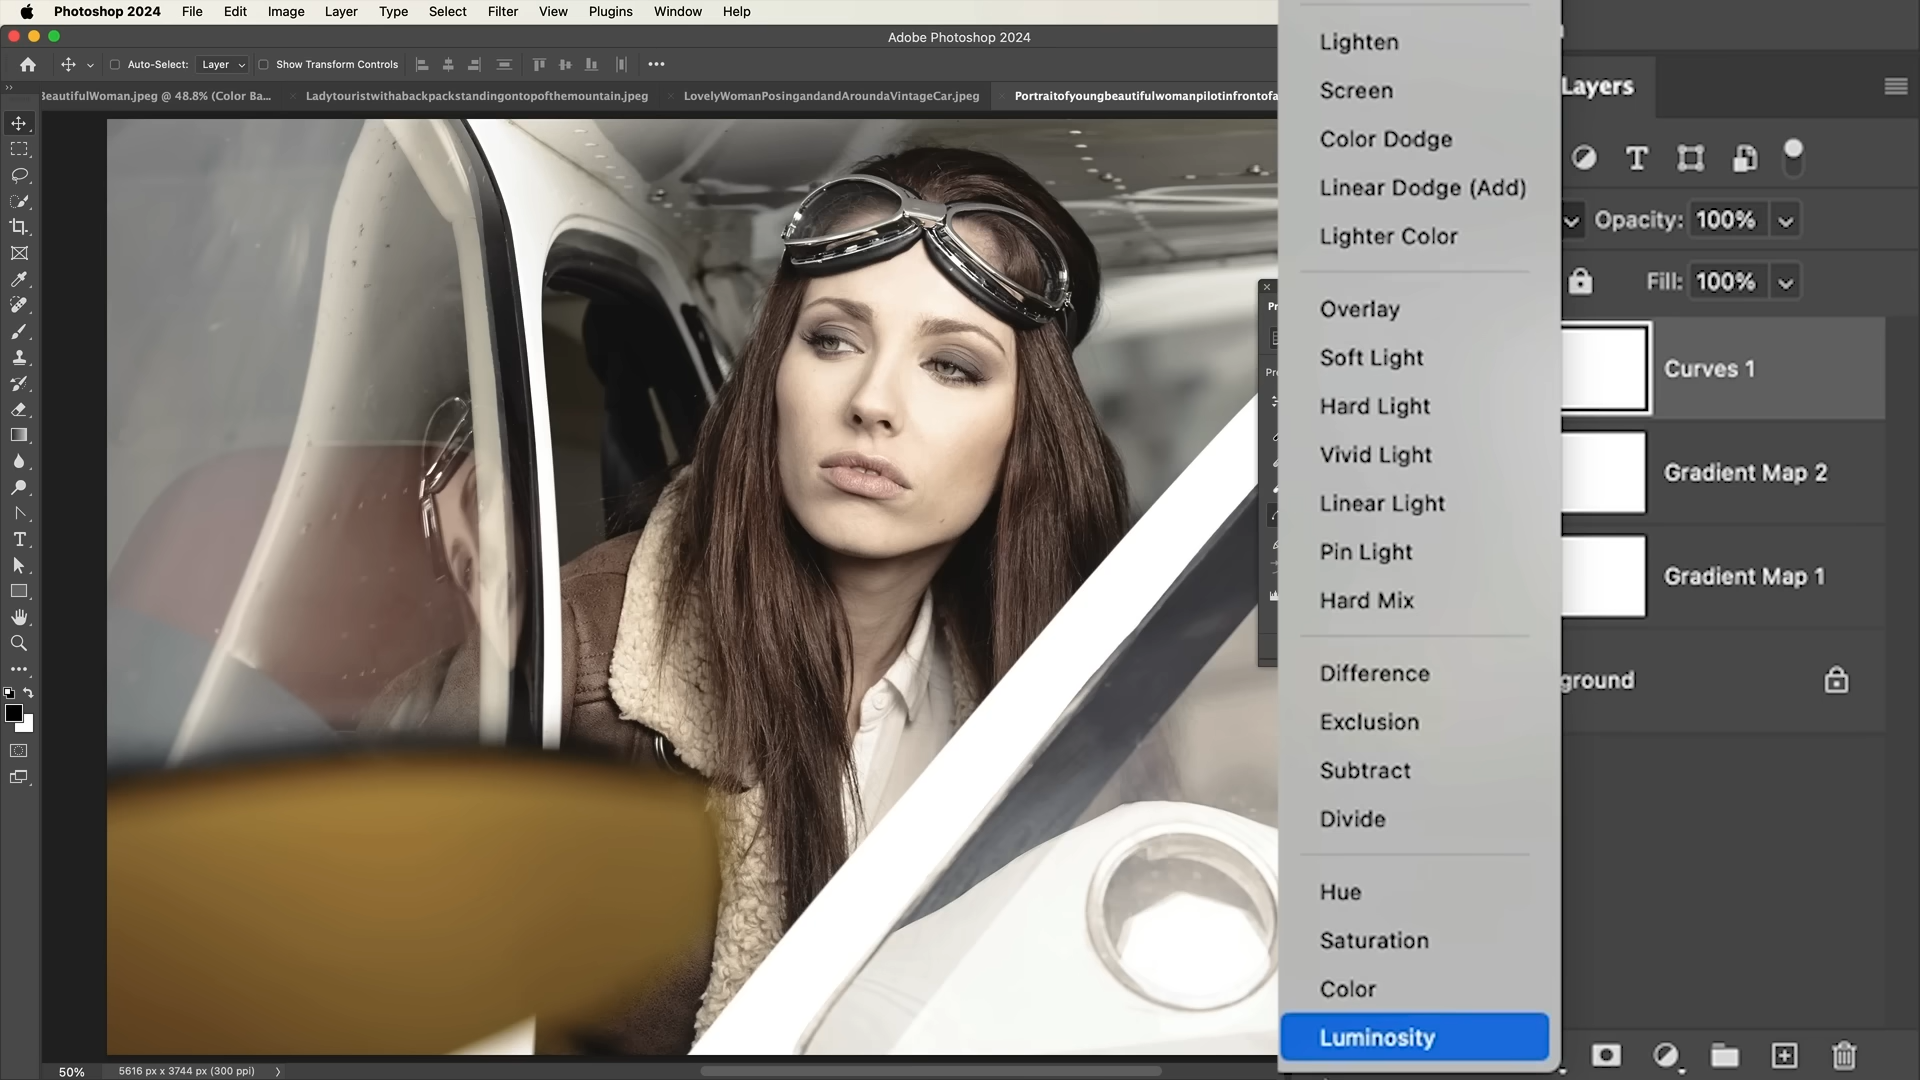 Photoshop 2024 File Edit Image Layer Type Select Filter View Plugins Window Help
Adobe Photoshop 2024
Auto-Select: Layer Show Transform Controls
BeautifulWoman.jpeg @ 48.8% (Color Ba... Ladytouristwithabackpackstandingontopofthemountain.jpeg LovelyWomanPosingandandAroundaVintageCar.jpeg Portraitofyoungbeautifulwomanpilotinfrontofa
Lighten
Screen
Color Dodge
Linear Dodge (Add)
Lighter Color
Overlay
Soft Light
Hard Light
Vivid Light
Linear Light
Pin Light
Hard Mix
Difference
Exclusion
Subtract
Divide
Hue
Saturation
Color
Luminosity
Layers
Opacity: 100%
Fill: 100%
Curves 1
Gradient Map 2
Gradient Map 1
ground
50% 5616 px x 3744 px (300 ppi)